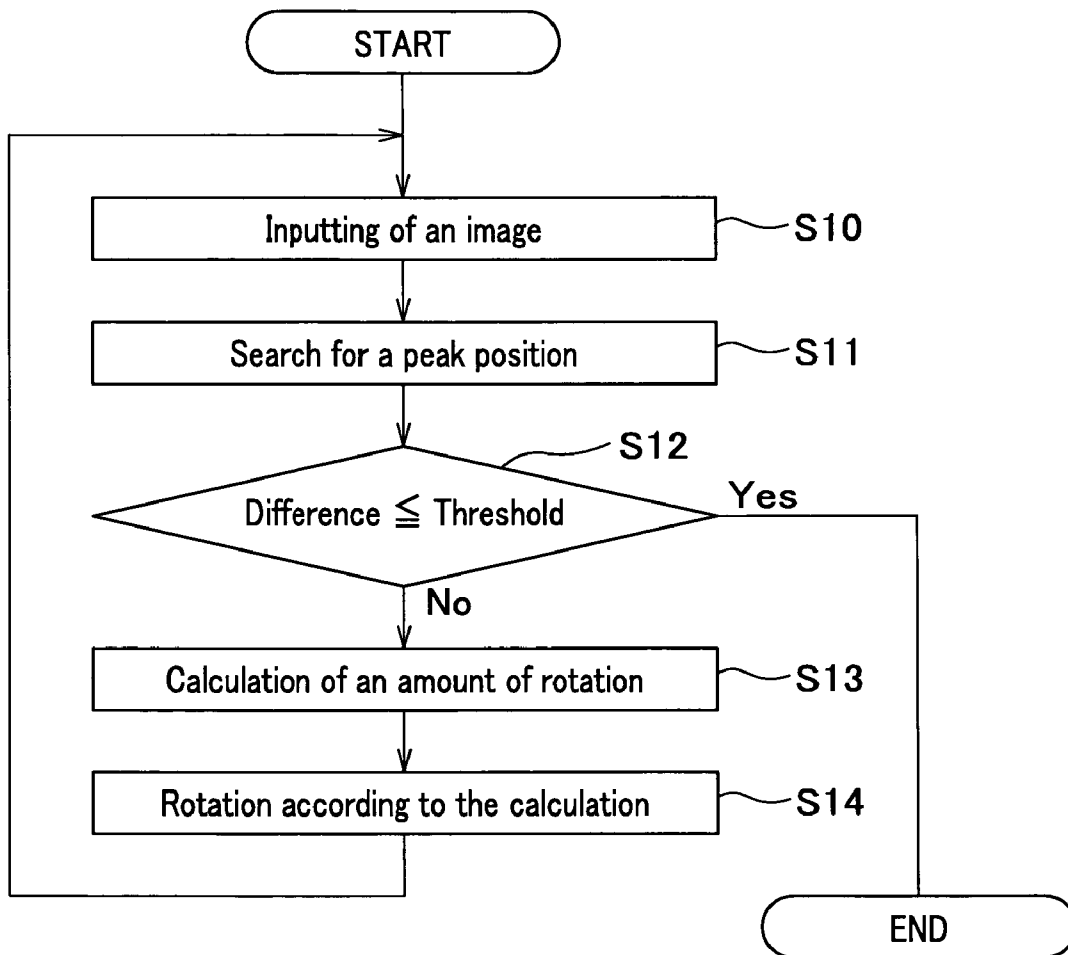 START
Inputting of an image
S10
Search for a peak position
S11
S12
Difference ≦ Threshold
Yes
No
Calculation of an amount of rotation
S13
Rotation according to the calculation
S14
END